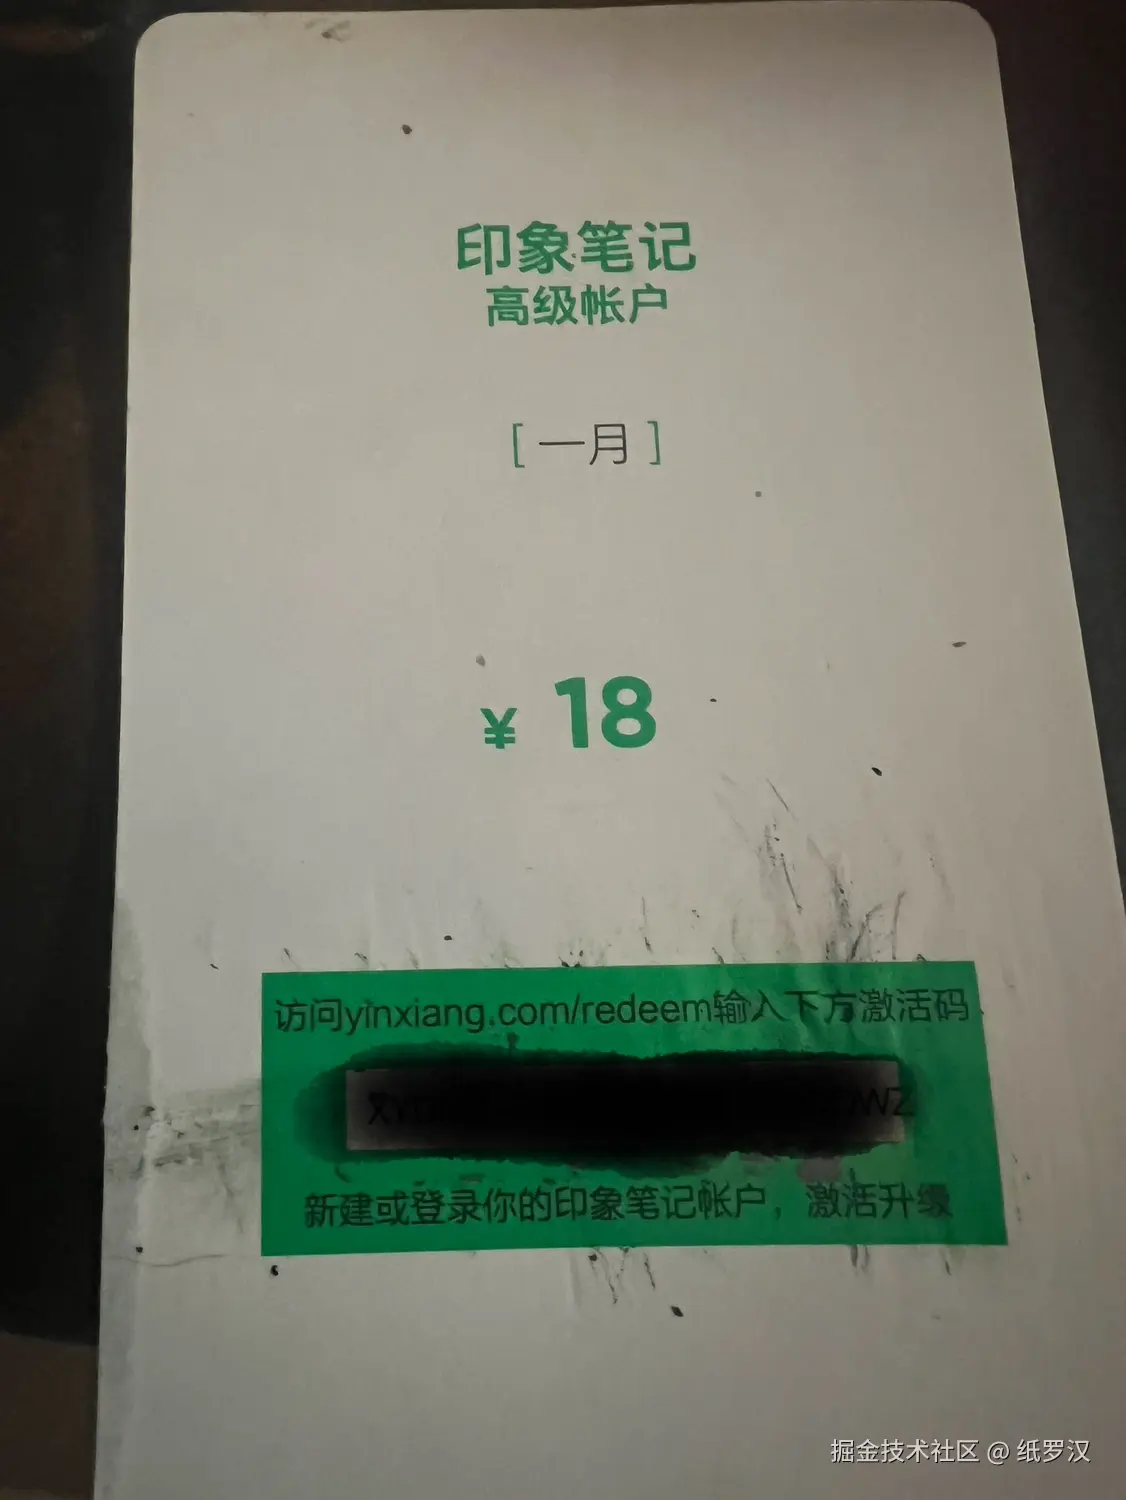 印象笔记
高级帐户
[ 一月 ]
¥ 18
访问yinxiang.com/redeem输入下方激活码
新建或登录你的印象笔记帐户，激活升级
掘金技术社区 @ 纸罗汉